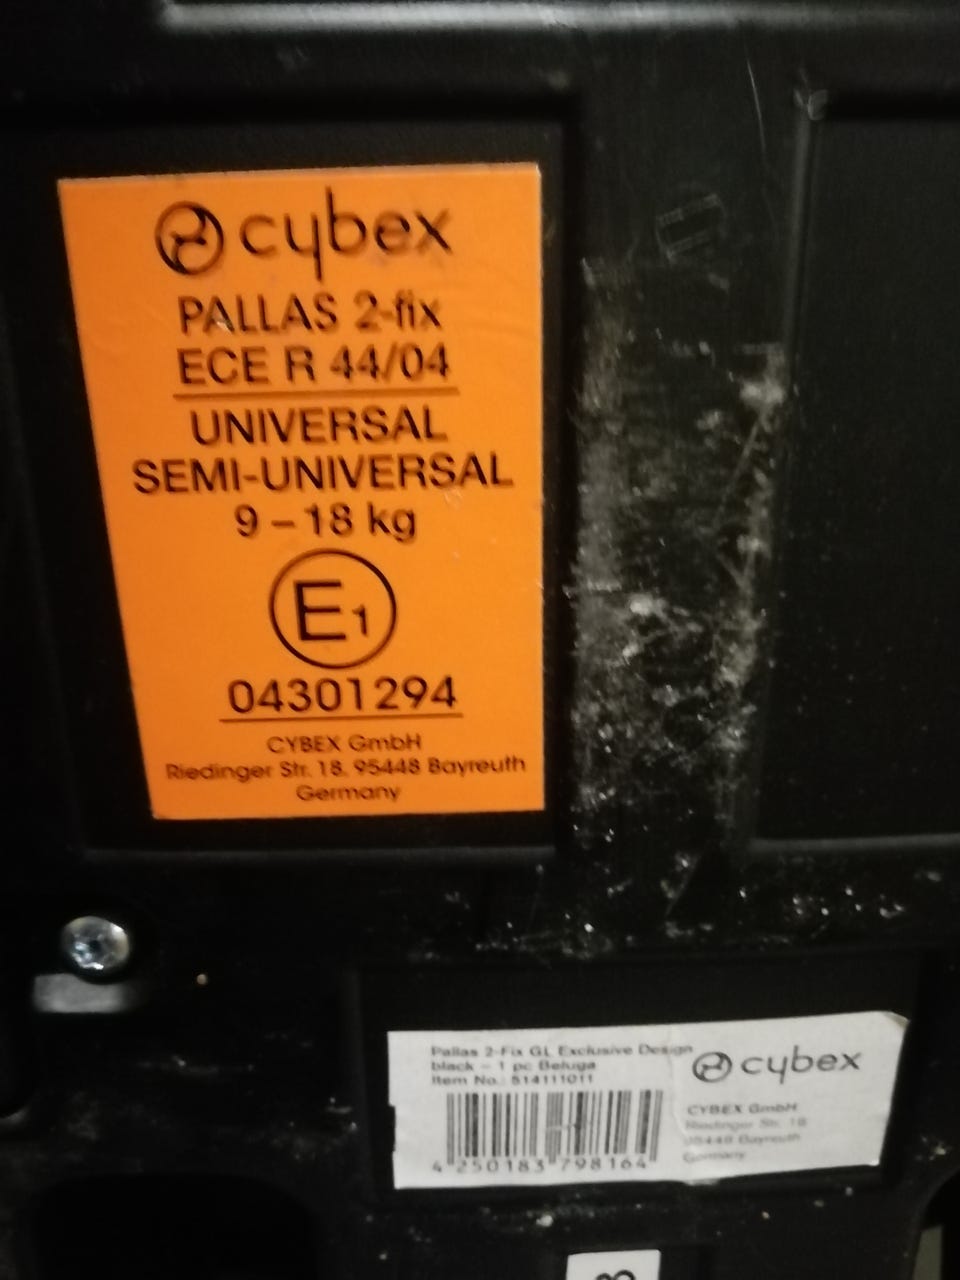 cybex
PALLAS 2-fix
ECE R 44/04
UNIVERSAL
SEMI-UNIVERSAL
9 – 18 kg
E1
04301294
CYBEX GmbH
Riedinger Str. 18, 95448 Bayreuth
Germany
Pallas 2-Fix GL Exclusive Design
black – 1 pc Beluga
Item No.: 514111011
4 250183 798164
cybex
CYBEX GmbH
Riedinger Str. 18
95448 Bayreuth
Germany